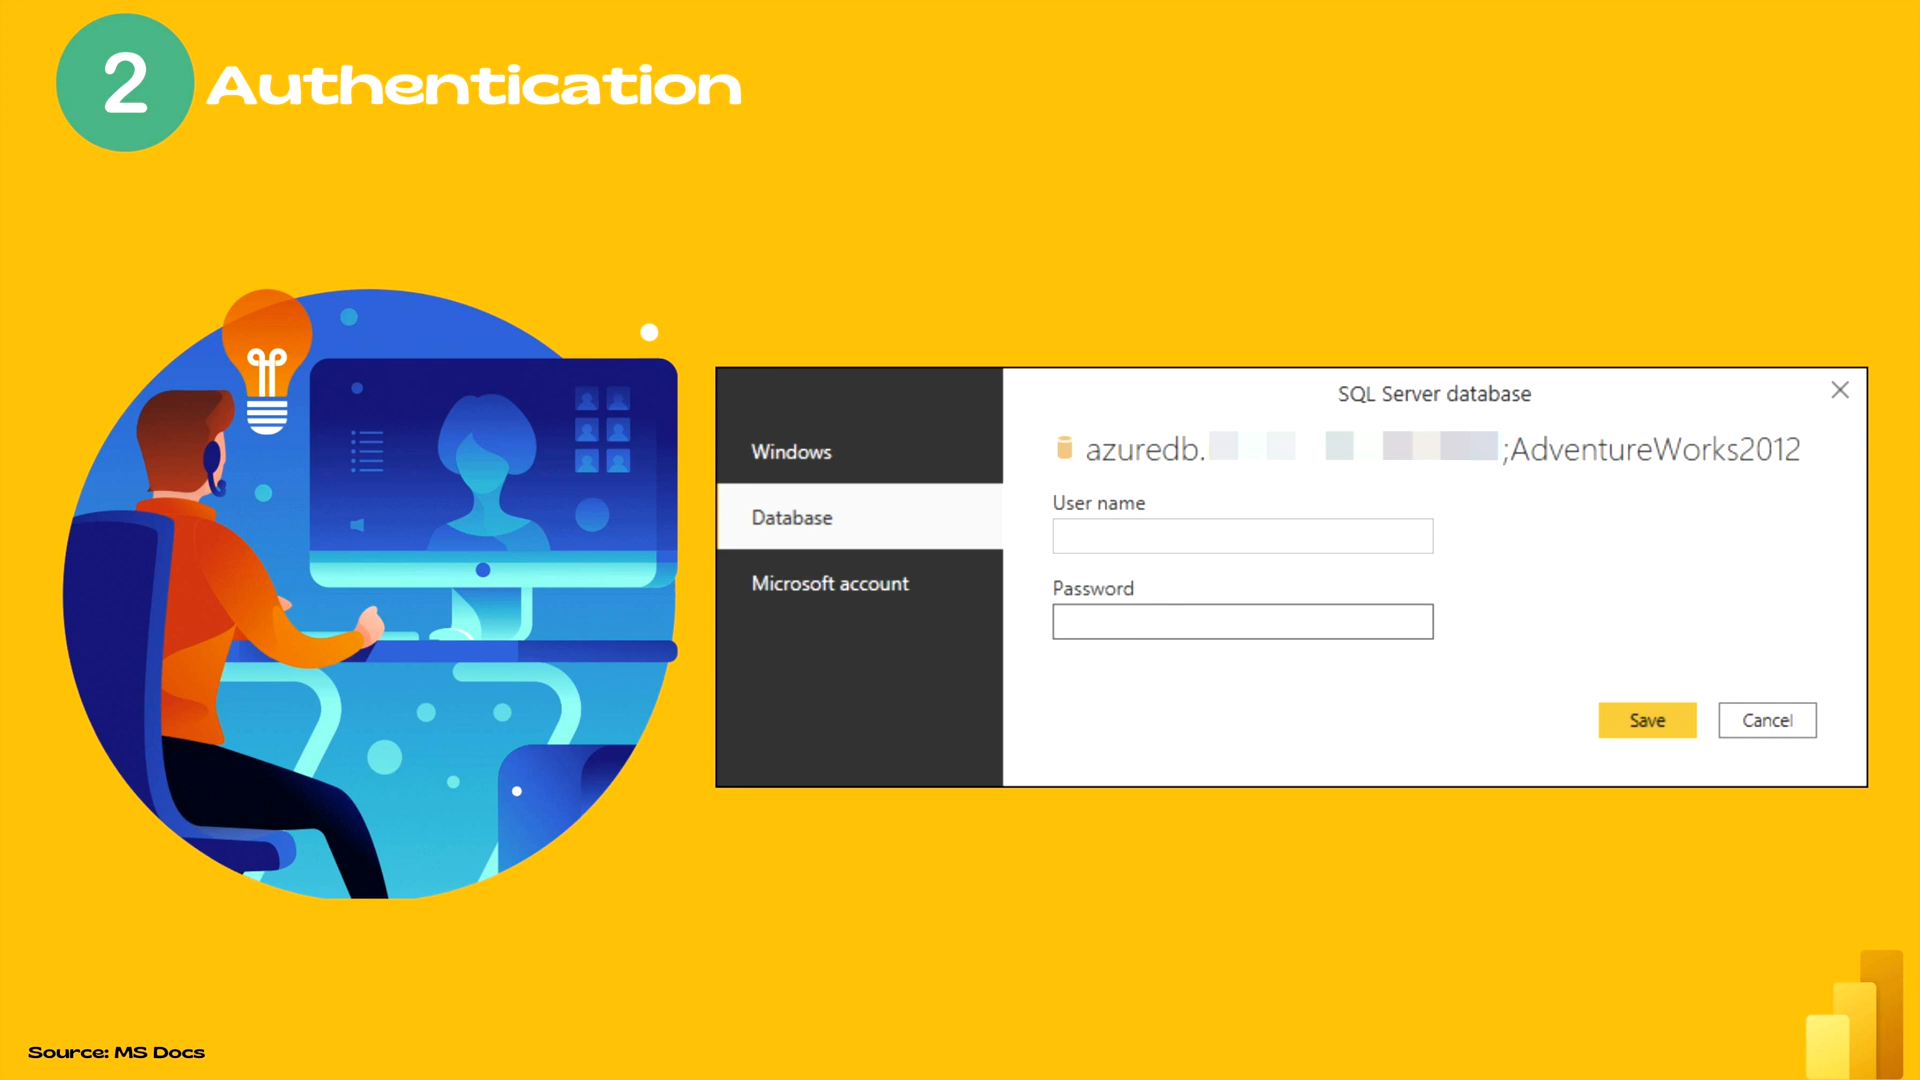 2
Authentication
SQL Server database
Windows
azuredb. ;AdventureWorks2012
User name
Database
Microsoft account
Password
Save
Cancel
Source: MS Docs